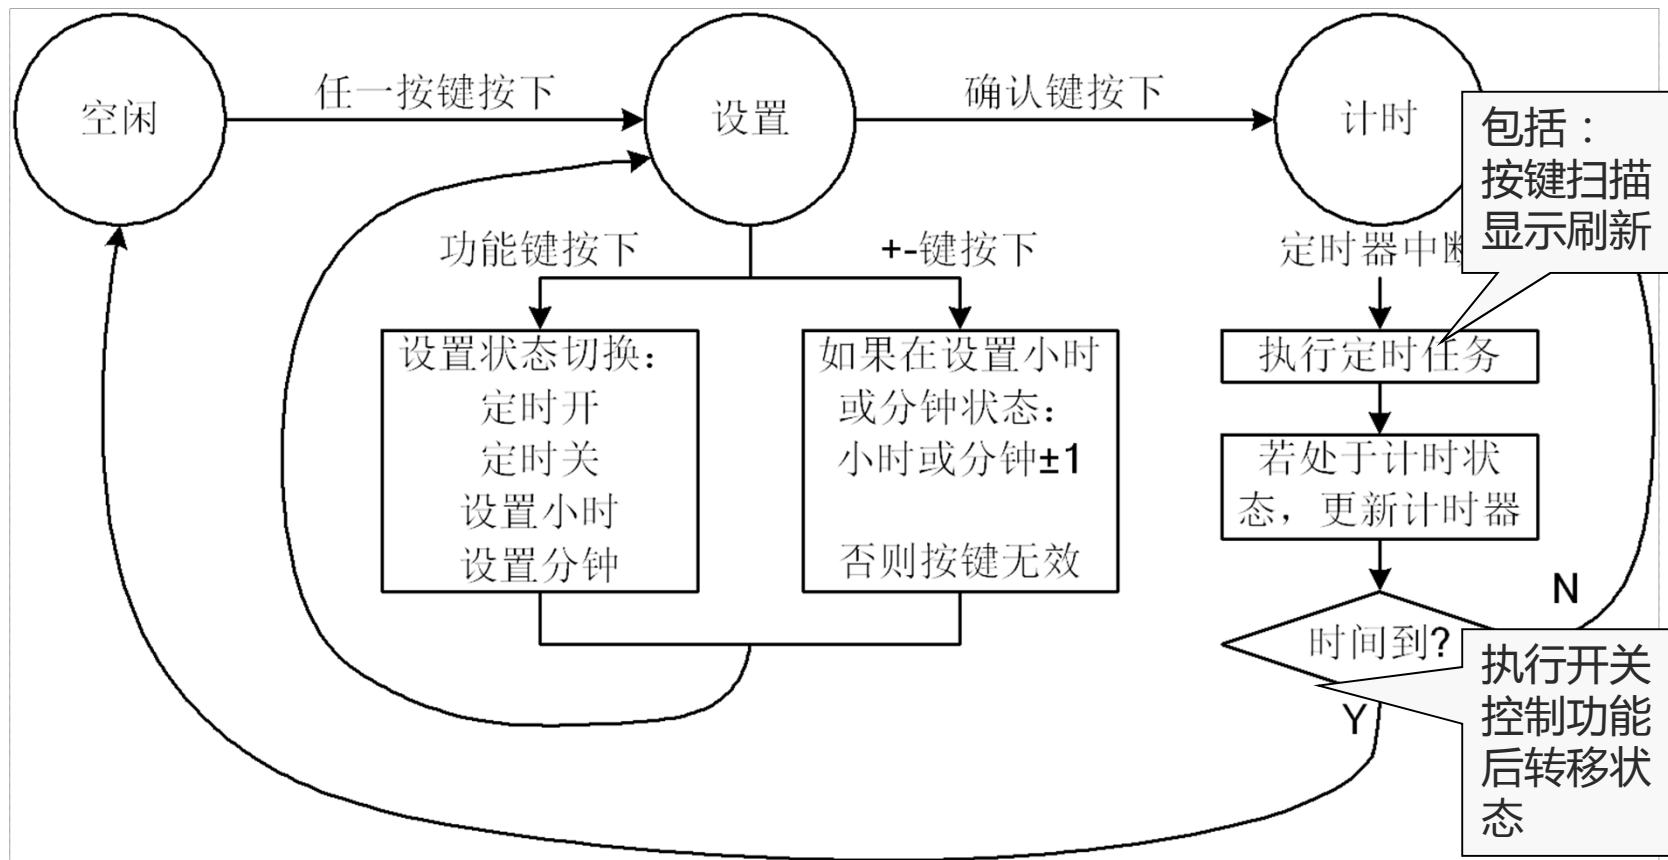 空闲
任一按键按下
设置
确认键按下
计时
包括：
按键扫描
显示刷新
功能键按下
+-键按下
定时器中
设置状态切换：
定时开
定时关
设置小时
设置分钟
如果在设置小时
或分钟状态：
小时或分钟±1
否则按键无效
执行定时任务
若处于计时状
态，更新计时器
N
时间到?
Y
执行开关
控制功能
后转移状
态